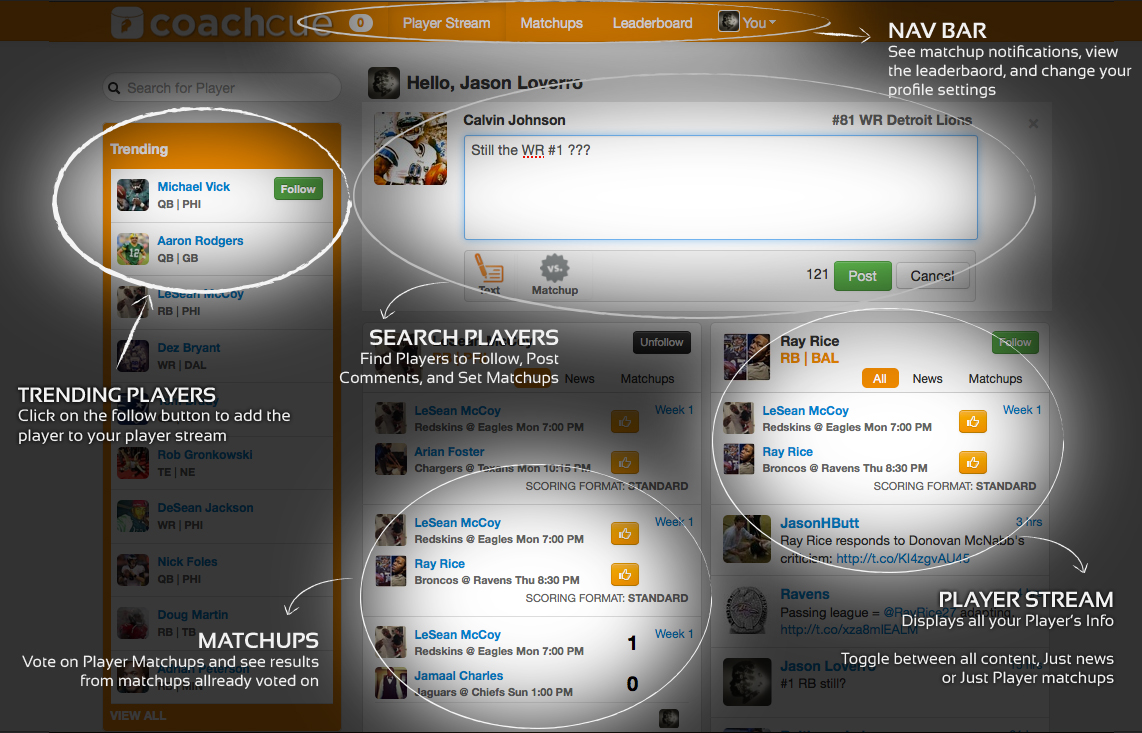 coachcue
0
Player Stream
Matchups
Leaderboard
You
NAV BAR
See matchup notifications, view
the leaderbaord, and change your
profile settings
Search for Player
Hello, Jason Loverro
Trending
Michael Vick
QB | PHI
Follow
Aaron Rodgers
QB | GB
LeSean McCoy
RB | PHI
Dez Bryant
WR | DAL
TRENDING PLAYERS
Click on the follow button to add the
player to your player stream
Rob Gronkowski
TE | NE
DeSean Jackson
WR | PHI
Nick Foles
QB | PHI
Doug Martin
RB | TB
Adrian Peterson
RB | MIN
VIEW ALL
Calvin Johnson
#81 WR Detroit Lions
×
Still the WR #1 ???
Text
VS.
Matchup
121
Post
Cancel
SEARCH PLAYERS
Find Players to Follow, Post
Comments, and Set Matchups
Unfollow
News
Matchups
LeSean McCoy
Redskins @ Eagles Mon 7:00 PM
Week 1
Arian Foster
Chargers @ Texans Mon 10:15 PM
SCORING FORMAT: STANDARD
LeSean McCoy
Redskins @ Eagles Mon 7:00 PM
Week 1
Ray Rice
Broncos @ Ravens Thu 8:30 PM
SCORING FORMAT: STANDARD
LeSean McCoy
Redskins @ Eagles Mon 7:00 PM
1
Week 1
Jamaal Charles
Jaguars @ Chiefs Sun 1:00 PM
0
MATCHUPS
Vote on Player Matchups and see results
from matchups allready voted on
Ray Rice
RB | BAL
Follow
All
News
Matchups
LeSean McCoy
Redskins @ Eagles Mon 7:00 PM
Week 1
Ray Rice
Broncos @ Ravens Thu 8:30 PM
SCORING FORMAT: STANDARD
JasonHButt
3 hrs
Ray Rice responds to Donovan McNabb's
criticism: http://t.co/KI4zgvAU45
Ravens
Passing league = @RayRice27 adapting.
http://t.co/xza8mlEALM
PLAYER STREAM
Displays all your Player's Info
Toggle between all content, Just news
or Just Player matchups
Jason Loverro
#1 RB still?